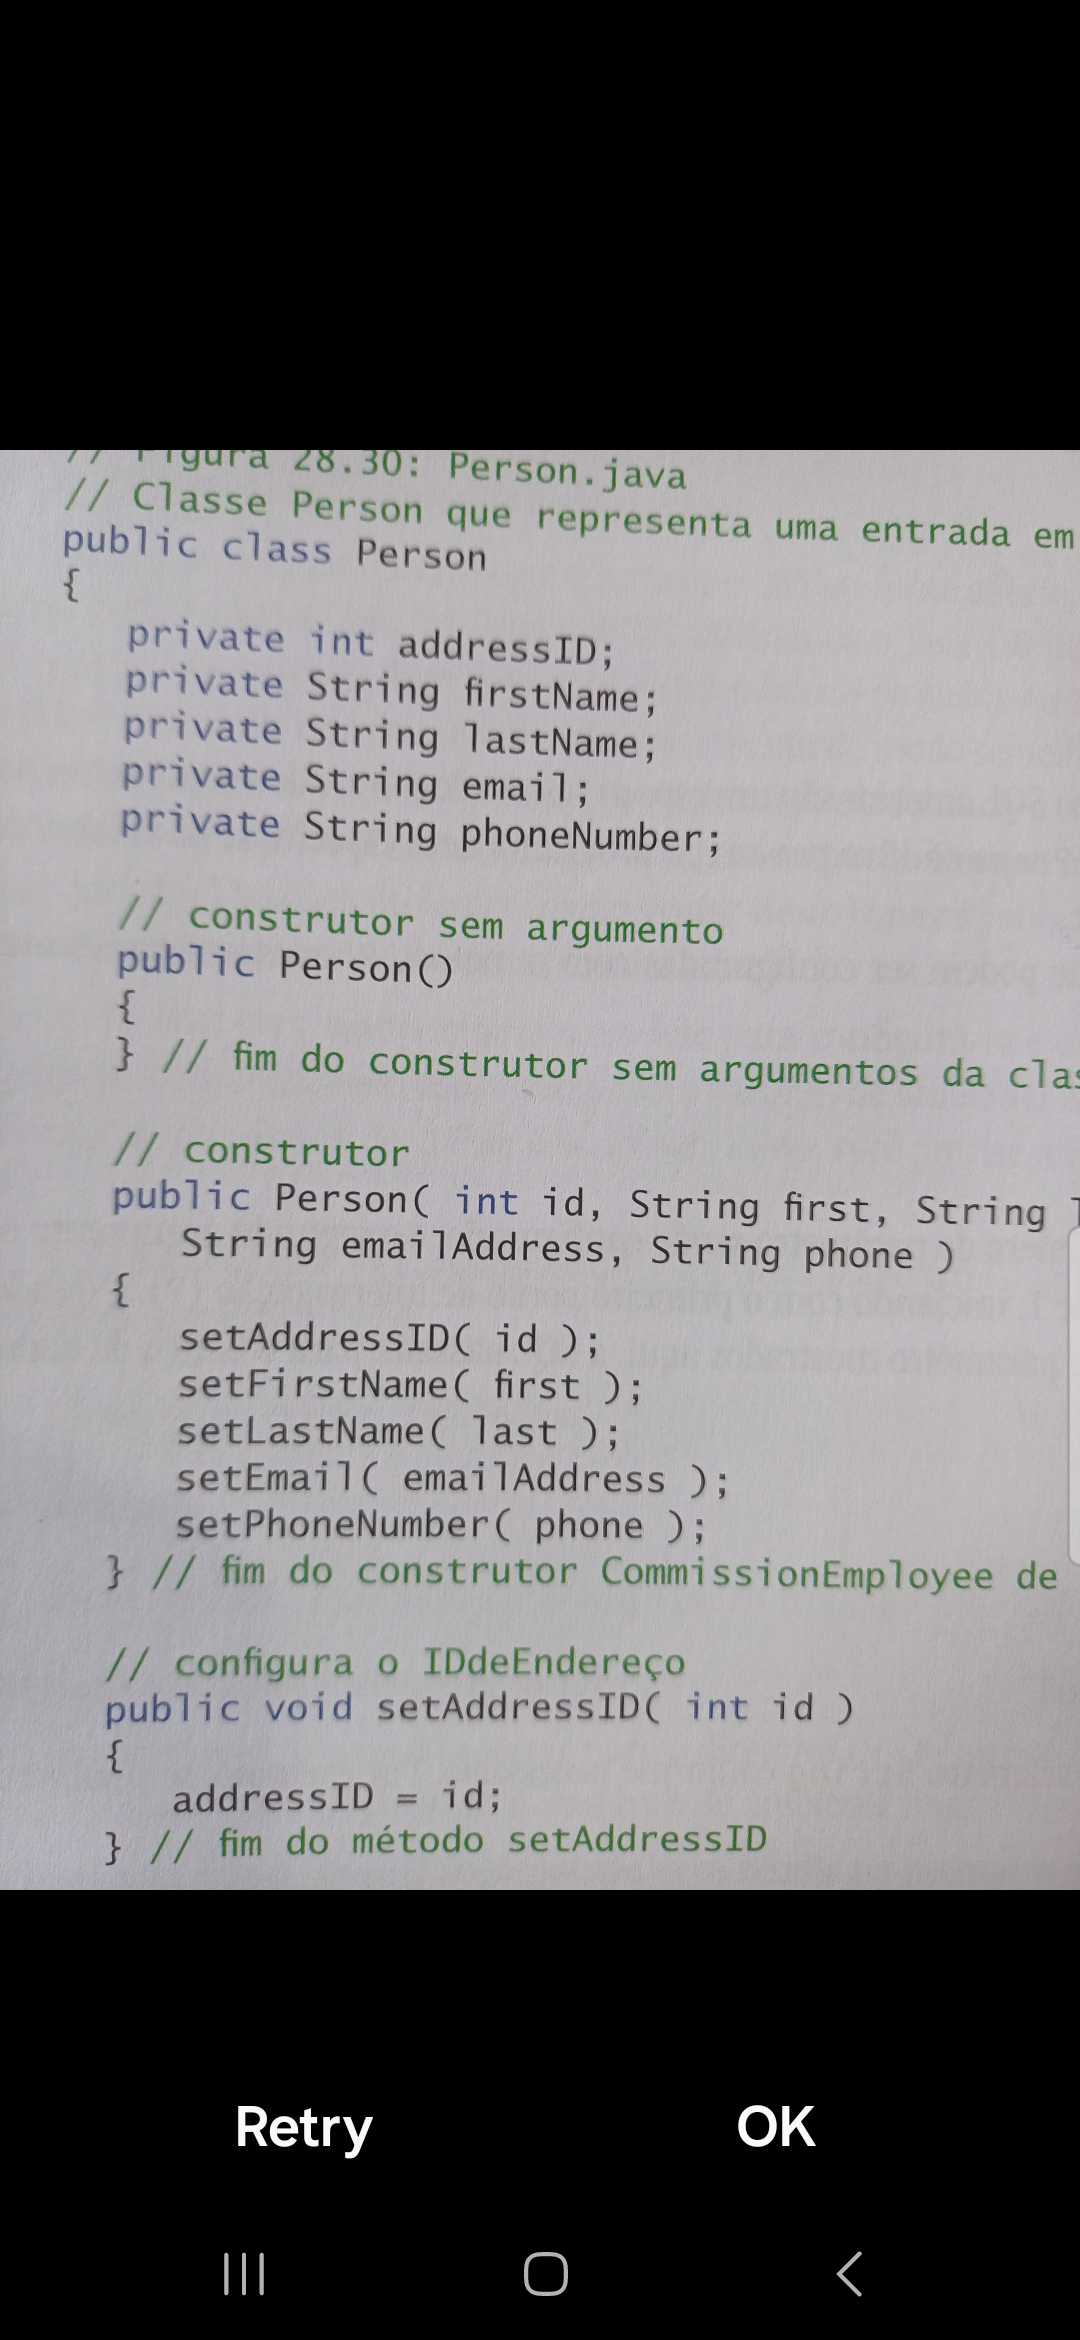 // Figura 28.30: Person.java
// Classe Person que representa uma entrada em
public class Person
{
private int addressID;
private String firstName;
private String lastName;
private String email;
private String phoneNumber;
// construtor sem argumento
public Person()
{
} // fim do construtor sem argumentos da clas
// construtor
public Person( int id, String first, String l
String emailAddress, String phone )
{
setAddressID( id );
setFirstName( first );
setLastName( last );
setEmail( emailAddress );
setPhoneNumber( phone );
} // fim do construtor CommissionEmployee de
// configura o IDdeEndereço
public void setAddressID( int id )
{
addressID = id;
} // fim do método setAddressID
Retry OK